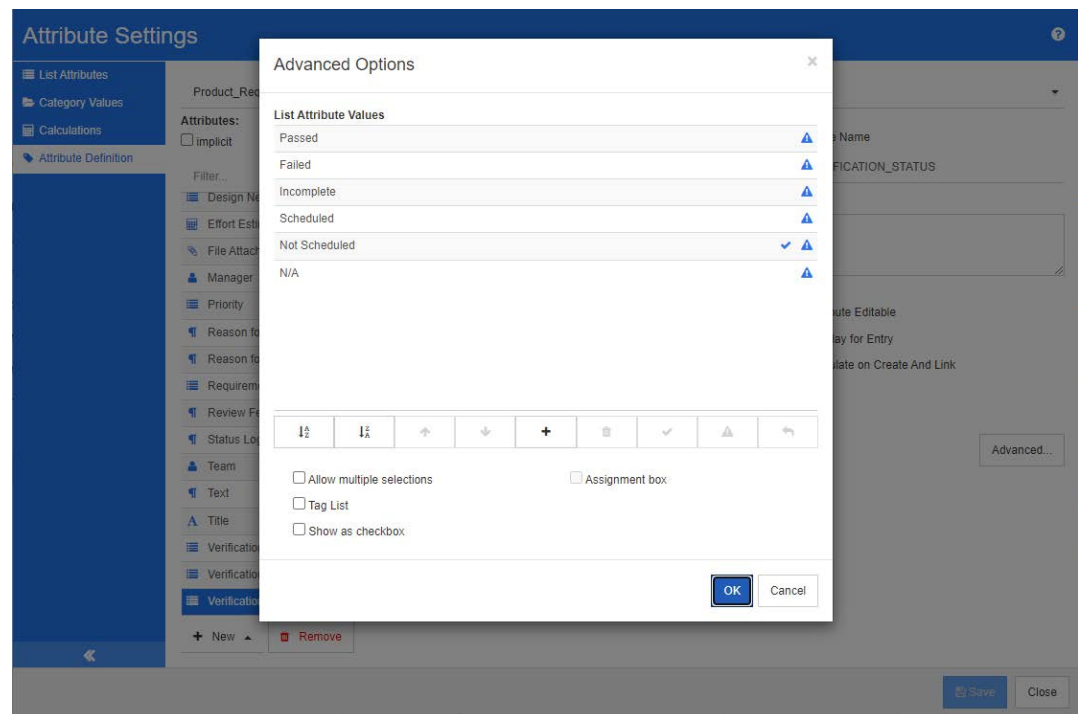 Attribute Settings
List Attributes
Category Values
Calculations
Attribute Definition
Product_Req
Attributes:
implicit
Filter...
Design Ne
Effort Esti
File Attach
Manager
Priority
Reason fo
Reason fo
Requirem
Review Fe
Status Log
Team
Text
Title
Verification
Verification
Verification
New
Remove
Advanced Options
List Attribute Values
Passed
Failed
Incomplete
Scheduled
Not Scheduled
N/A
Allow multiple selections
Assignment box
Tag List
Show as checkbox
OK
Cancel
Name
FICATION_STATUS
ute Editable
lay for Entry
ulate on Create And Link
Advanced...
Save
Close